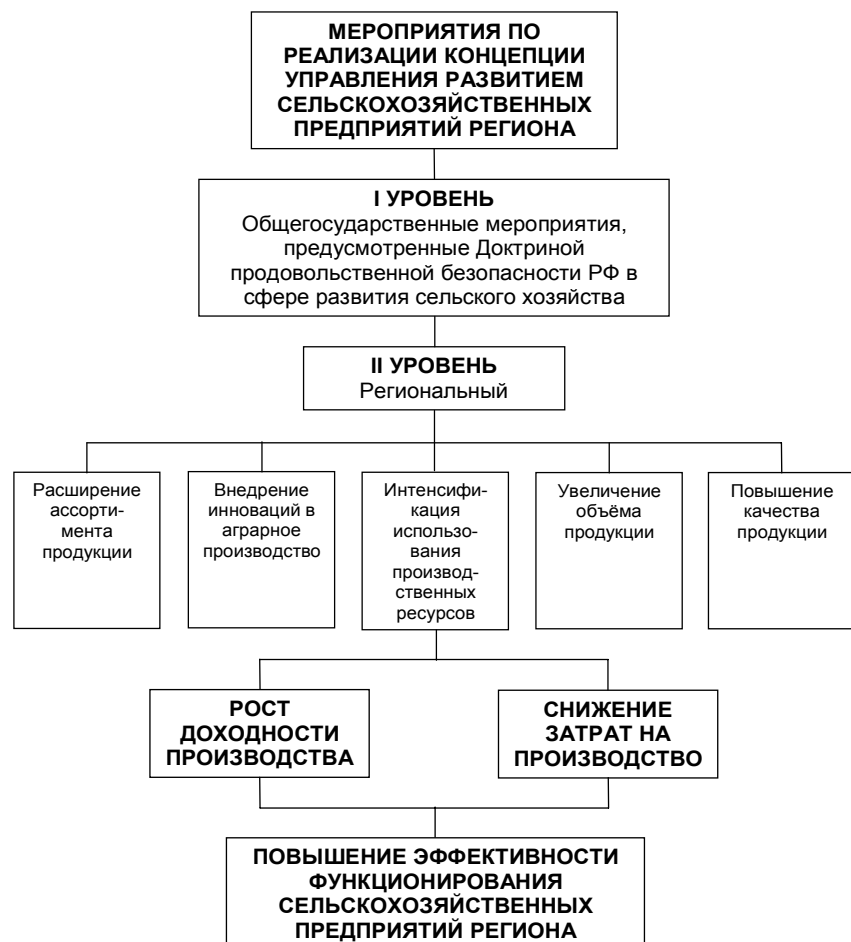 МЕРОПРИЯТИЯ ПО
РЕАЛИЗАЦИИ КОНЦЕПЦИИ
УПРАВЛЕНИЯ РАЗВИТИЕМ
СЕЛЬСКОХОЗЯЙСТВЕННЫХ
ПРЕДПРИЯТИЙ РЕГИОНА
I УРОВЕНЬ
Общегосударственные мероприятия,
предусмотренные Доктриной
продовольственной безопасности РФ в
сфере развития сельского хозяйства
II УРОВЕНЬ
Региональный
Расширение
ассорти-
мента
продукции
Внедрение
инноваций в
аграрное
производство
Интенсифи-
кация
использо-
вания
производ-
ственных
ресурсов
Увеличение
объёма
продукции
Повышение
качества
продукции
РОСТ
ДОХОДНОСТИ
ПРОИЗВОДСТВА
СНИЖЕНИЕ
ЗАТРАТ НА
ПРОИЗВОДСТВО
ПОВЫШЕНИЕ ЭФФЕКТИВНОСТИ
ФУНКЦИОНИРОВАНИЯ
СЕЛЬСКОХОЗЯЙСТВЕННЫХ
ПРЕДПРИЯТИЙ РЕГИОНА